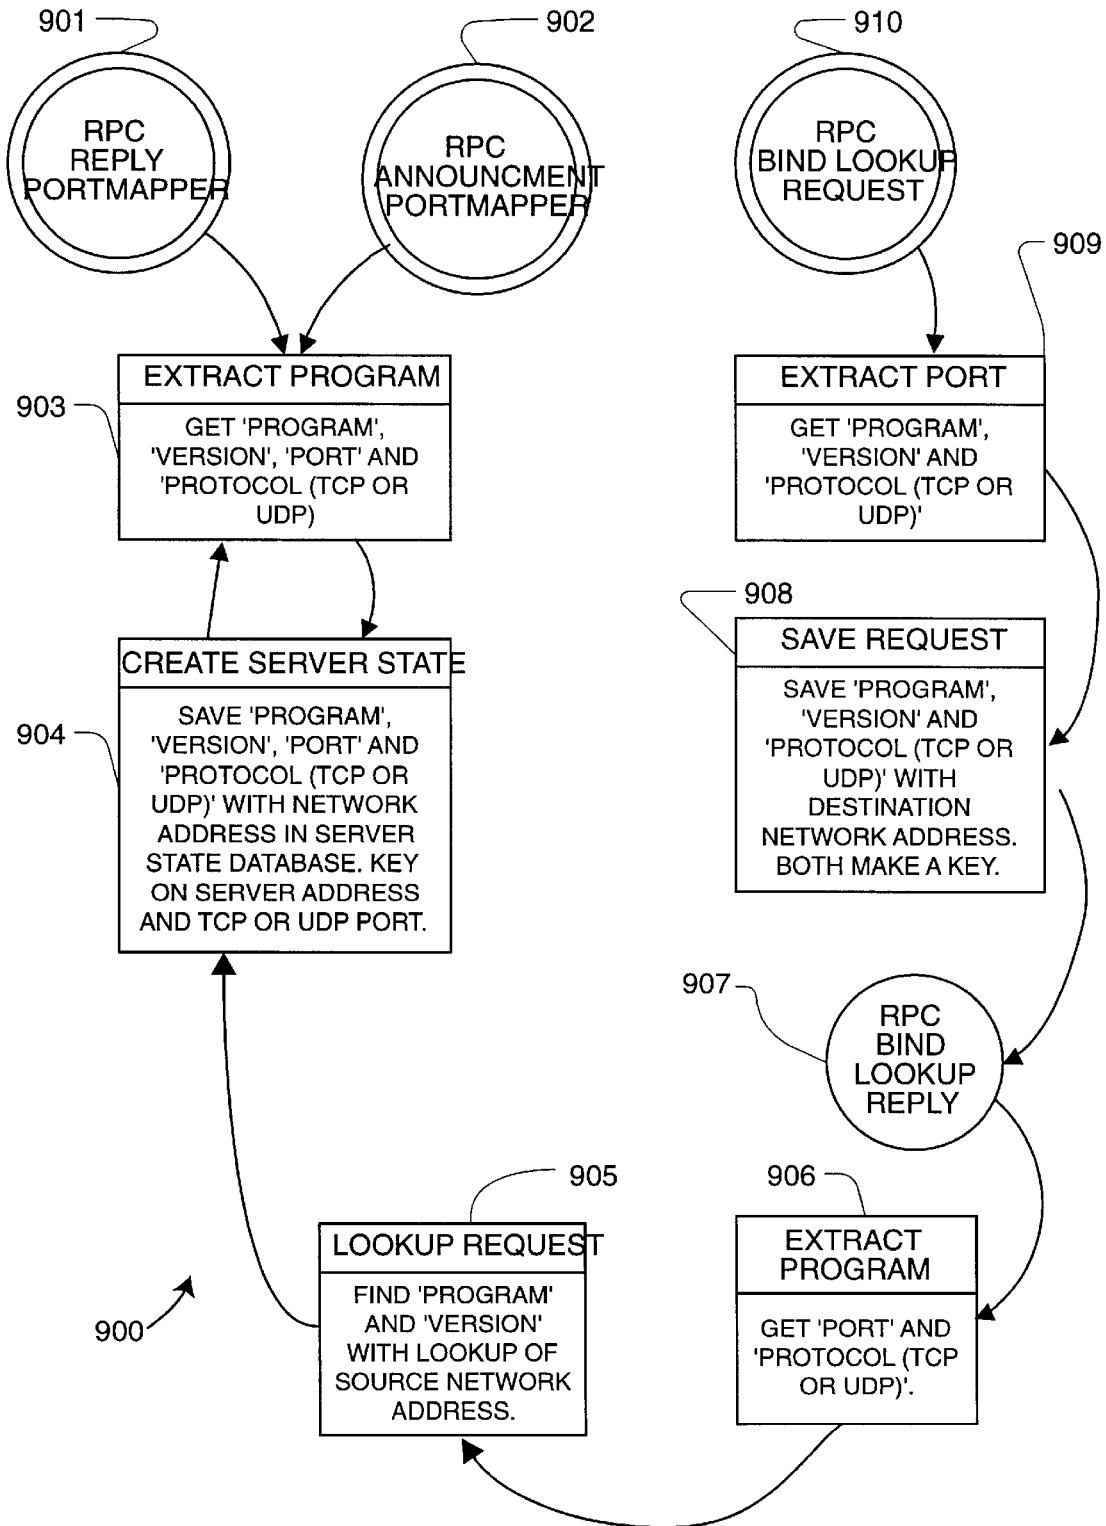 901
902
910
RPC
REPLY
PORTMAPPER
RPC
ANNOUNCMENT
PORTMAPPER
RPC
BIND LOOKUP
REQUEST
909
EXTRACT PROGRAM
903
GET 'PROGRAM',
'VERSION', 'PORT' AND
'PROTOCOL (TCP OR
UDP)
EXTRACT PORT
GET 'PROGRAM',
'VERSION' AND
'PROTOCOL (TCP OR
UDP)'
908
SAVE REQUEST
SAVE 'PROGRAM',
'VERSION' AND
'PROTOCOL (TCP OR
UDP)' WITH
DESTINATION
NETWORK ADDRESS.
BOTH MAKE A KEY.
CREATE SERVER STATE
904
SAVE 'PROGRAM',
'VERSION', 'PORT' AND
'PROTOCOL (TCP OR
UDP)' WITH NETWORK
ADDRESS IN SERVER
STATE DATABASE. KEY
ON SERVER ADDRESS
AND TCP OR UDP PORT.
907
RPC
BIND
LOOKUP
REPLY
905
906
LOOKUP REQUEST
FIND 'PROGRAM'
AND 'VERSION'
WITH LOOKUP OF
SOURCE NETWORK
ADDRESS.
EXTRACT
PROGRAM
GET 'PORT' AND
'PROTOCOL (TCP
OR UDP)'.
900